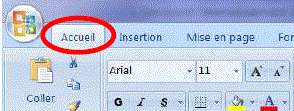 Accueil Insertion Mise en page For
Arial 11 A A
Coller G I S A